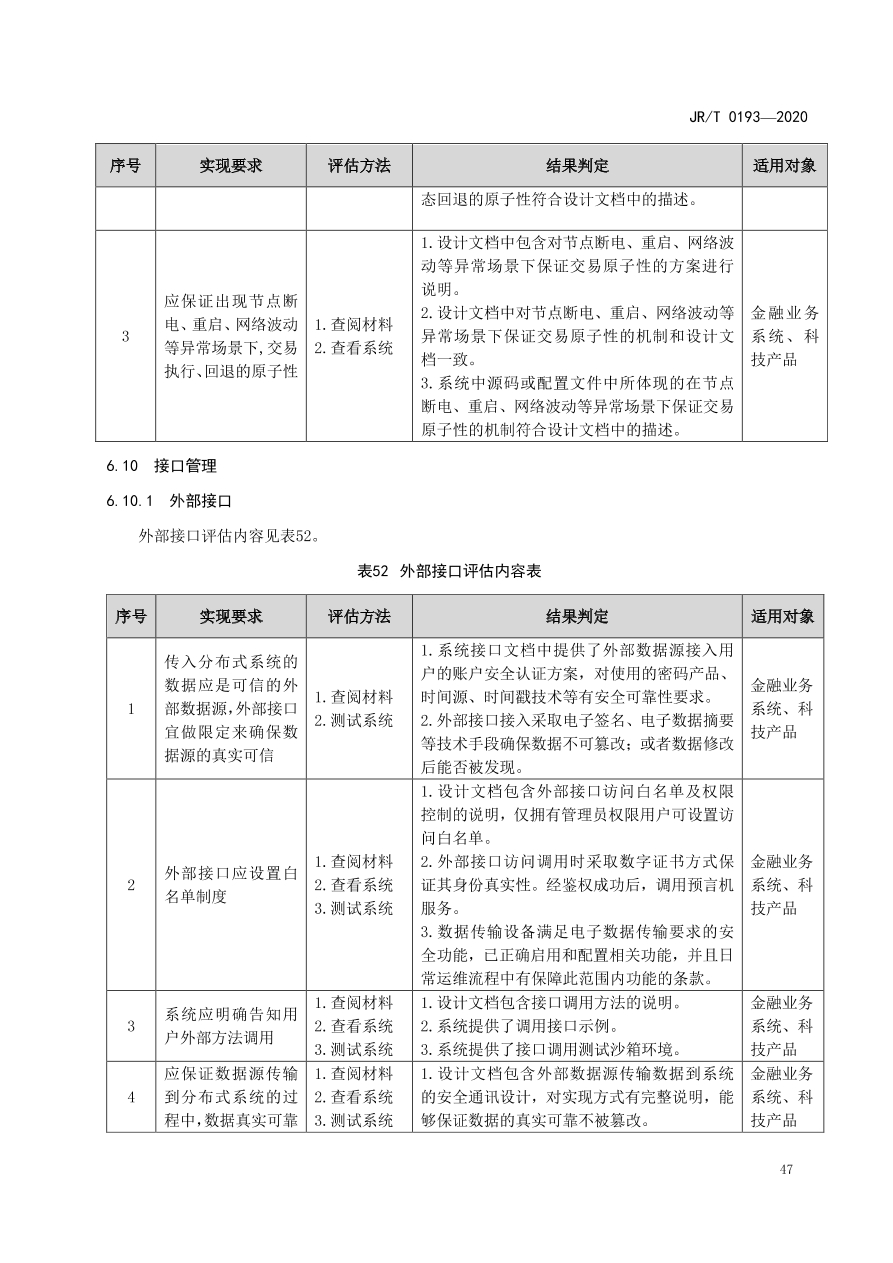 JR/T 0193—2020
序号 实现要求 评估方法 结果判定 适用对象
态回退的原子性符合设计文档中的描述。
3
应保证出现节点断
电、重启、网络波动
等异常场景下,交易
执行、回退的原子性
1.查阅材料
2.查看系统
1.设计文档中包含对节点断电、重启、网络波
动等异常场景下保证交易原子性的方案进行
说明。
2.设计文档中对节点断电、重启、网络波动等
异常场景下保证交易原子性的机制和设计文
档一致。
3.系统中源码或配置文件中所体现的在节点
断电、重启、网络波动等异常场景下保证交易
原子性的机制符合设计文档中的描述。
金融业务
系统、科
技产品
6.10 接口管理
6.10.1 外部接口
外部接口评估内容见表52。
表52 外部接口评估内容表
序号 实现要求 评估方法 结果判定 适用对象
1
传入分布式系统的
数据应是可信的外
部数据源,外部接口
宜做限定来确保数
据源的真实可信
1.查阅材料
2.测试系统
1.系统接口文档中提供了外部数据源接入用
户的账户安全认证方案，对使用的密码产品、
时间源、时间戳技术等有安全可靠性要求。
2.外部接口接入采取电子签名、电子数据摘要
等技术手段确保数据不可篡改；或者数据修改
后能否被发现。
金融业务
系统、科
技产品
2
外部接口应设置白
名单制度
1.查阅材料
2.查看系统
3.测试系统
1.设计文档包含外部接口访问白名单及权限
控制的说明，仅拥有管理员权限用户可设置访
问白名单。
2.外部接口访问调用时采取数字证书方式保
证其身份真实性。经鉴权成功后，调用预言机
服务。
3.数据传输设备满足电子数据传输要求的安
全功能，已正确启用和配置相关功能，并且日
常运维流程中有保障此范围内功能的条款。
金融业务
系统、科
技产品
3
系统应明确告知用
户外部方法调用
1.查阅材料
2.查看系统
3.测试系统
1.设计文档包含接口调用方法的说明。
2.系统提供了调用接口示例。
3.系统提供了接口调用测试沙箱环境。
金融业务
系统、科
技产品
4
应保证数据源传输
到分布式系统的过
程中,数据真实可靠
1.查阅材料
2.查看系统
3.测试系统
1.设计文档包含外部数据源传输数据到系统
的安全通讯设计，对实现方式有完整说明，能
够保证数据的真实可靠不被篡改。
金融业务
系统、科
技产品
47